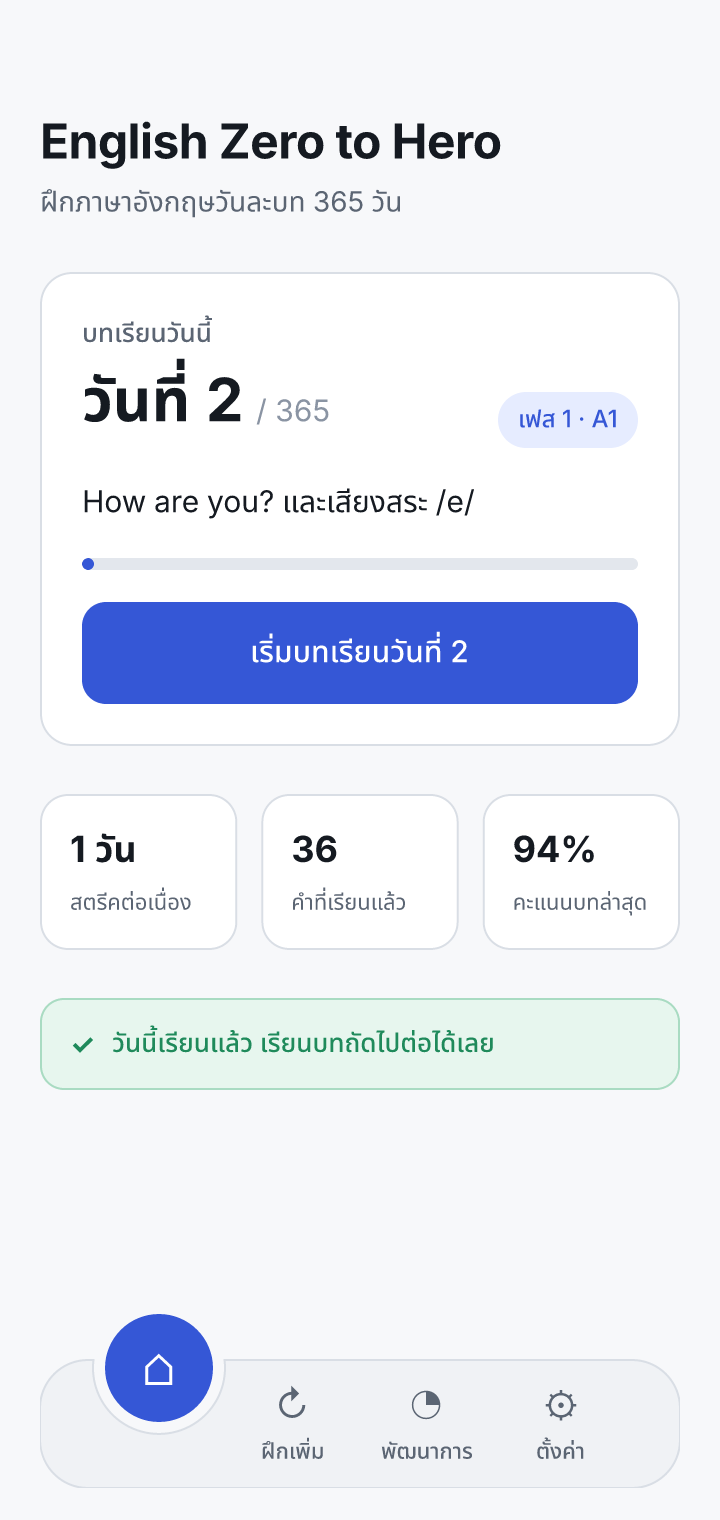 English Zero to Hero
ฝึกภาษาอังกฤษวันละบท 365 วัน
บทเรียนวันนี้
วันที่ 2 / 365
เฟส 1 · A1
How are you? และเสียงสระ /e/
เริ่มบทเรียนวันที่ 2
1 วัน
สตรีคต่อเนื่อง
36
คำที่เรียนแล้ว
94%
คะแนนบทล่าสุด
✓ วันนี้เรียนแล้ว เรียนบทถัดไปต่อได้เลย
ฝึกเพิ่ม
พัฒนาการ
ตั้งค่า